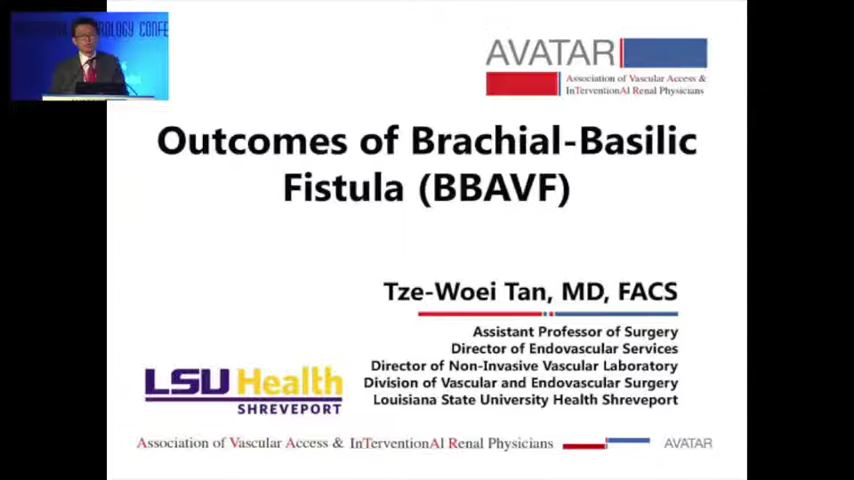 NOLOGY CONFE
AVATAR
Association of Vascular Access &
InTerventionAl Renal Physicians
Outcomes of Brachial-Basilic
Fistula (BBAVF)
Tze-Woei Tan, MD, FACS
Assistant Professor of Surgery
Director of Endovascular Services
Director of Non-Invasive Vascular Laboratory
Division of Vascular and Endovascular Surgery
Louisiana State University Health Shreveport
LSU Health
SHREVEPORT
Association of Vascular Access & InTerventionAl Renal Physicians
AVATAR